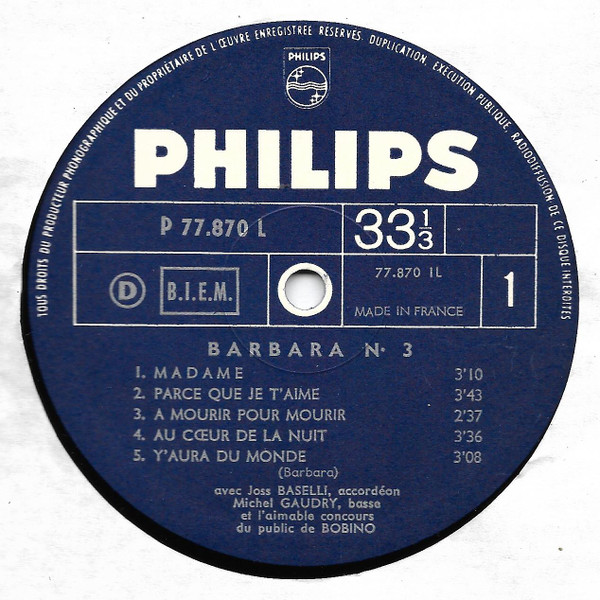 TOUS DROITS DU PRODUCTEUR PHONOGRAPHIQUE ET DU PROPRIÉTAIRE DE L'ŒUVRE ENREGISTRÉE RESERVÉS. DUPLICATION, EXÉCUTION PUBLIQUE, RADIODIFFUSION DE CE DISQUE INTERDITES
PHILIPS
PHILIPS
P 77.870 L
33 1/3
D
B.I.E.M.
77.870 1L
MADE IN FRANCE
1
BARBARA N• 3
1. MADAME 3'10
2. PARCE QUE JE T'AIME 3'43
3. A MOURIR POUR MOURIR 2'37
4. AU CŒUR DE LA NUIT 3'36
5. Y'AURA DU MONDE 3'08
(Barbara)
avec Joss BASELLI, accordéon
Michel GAUDRY, basse
et l'aimable concours
du public de BOBINO